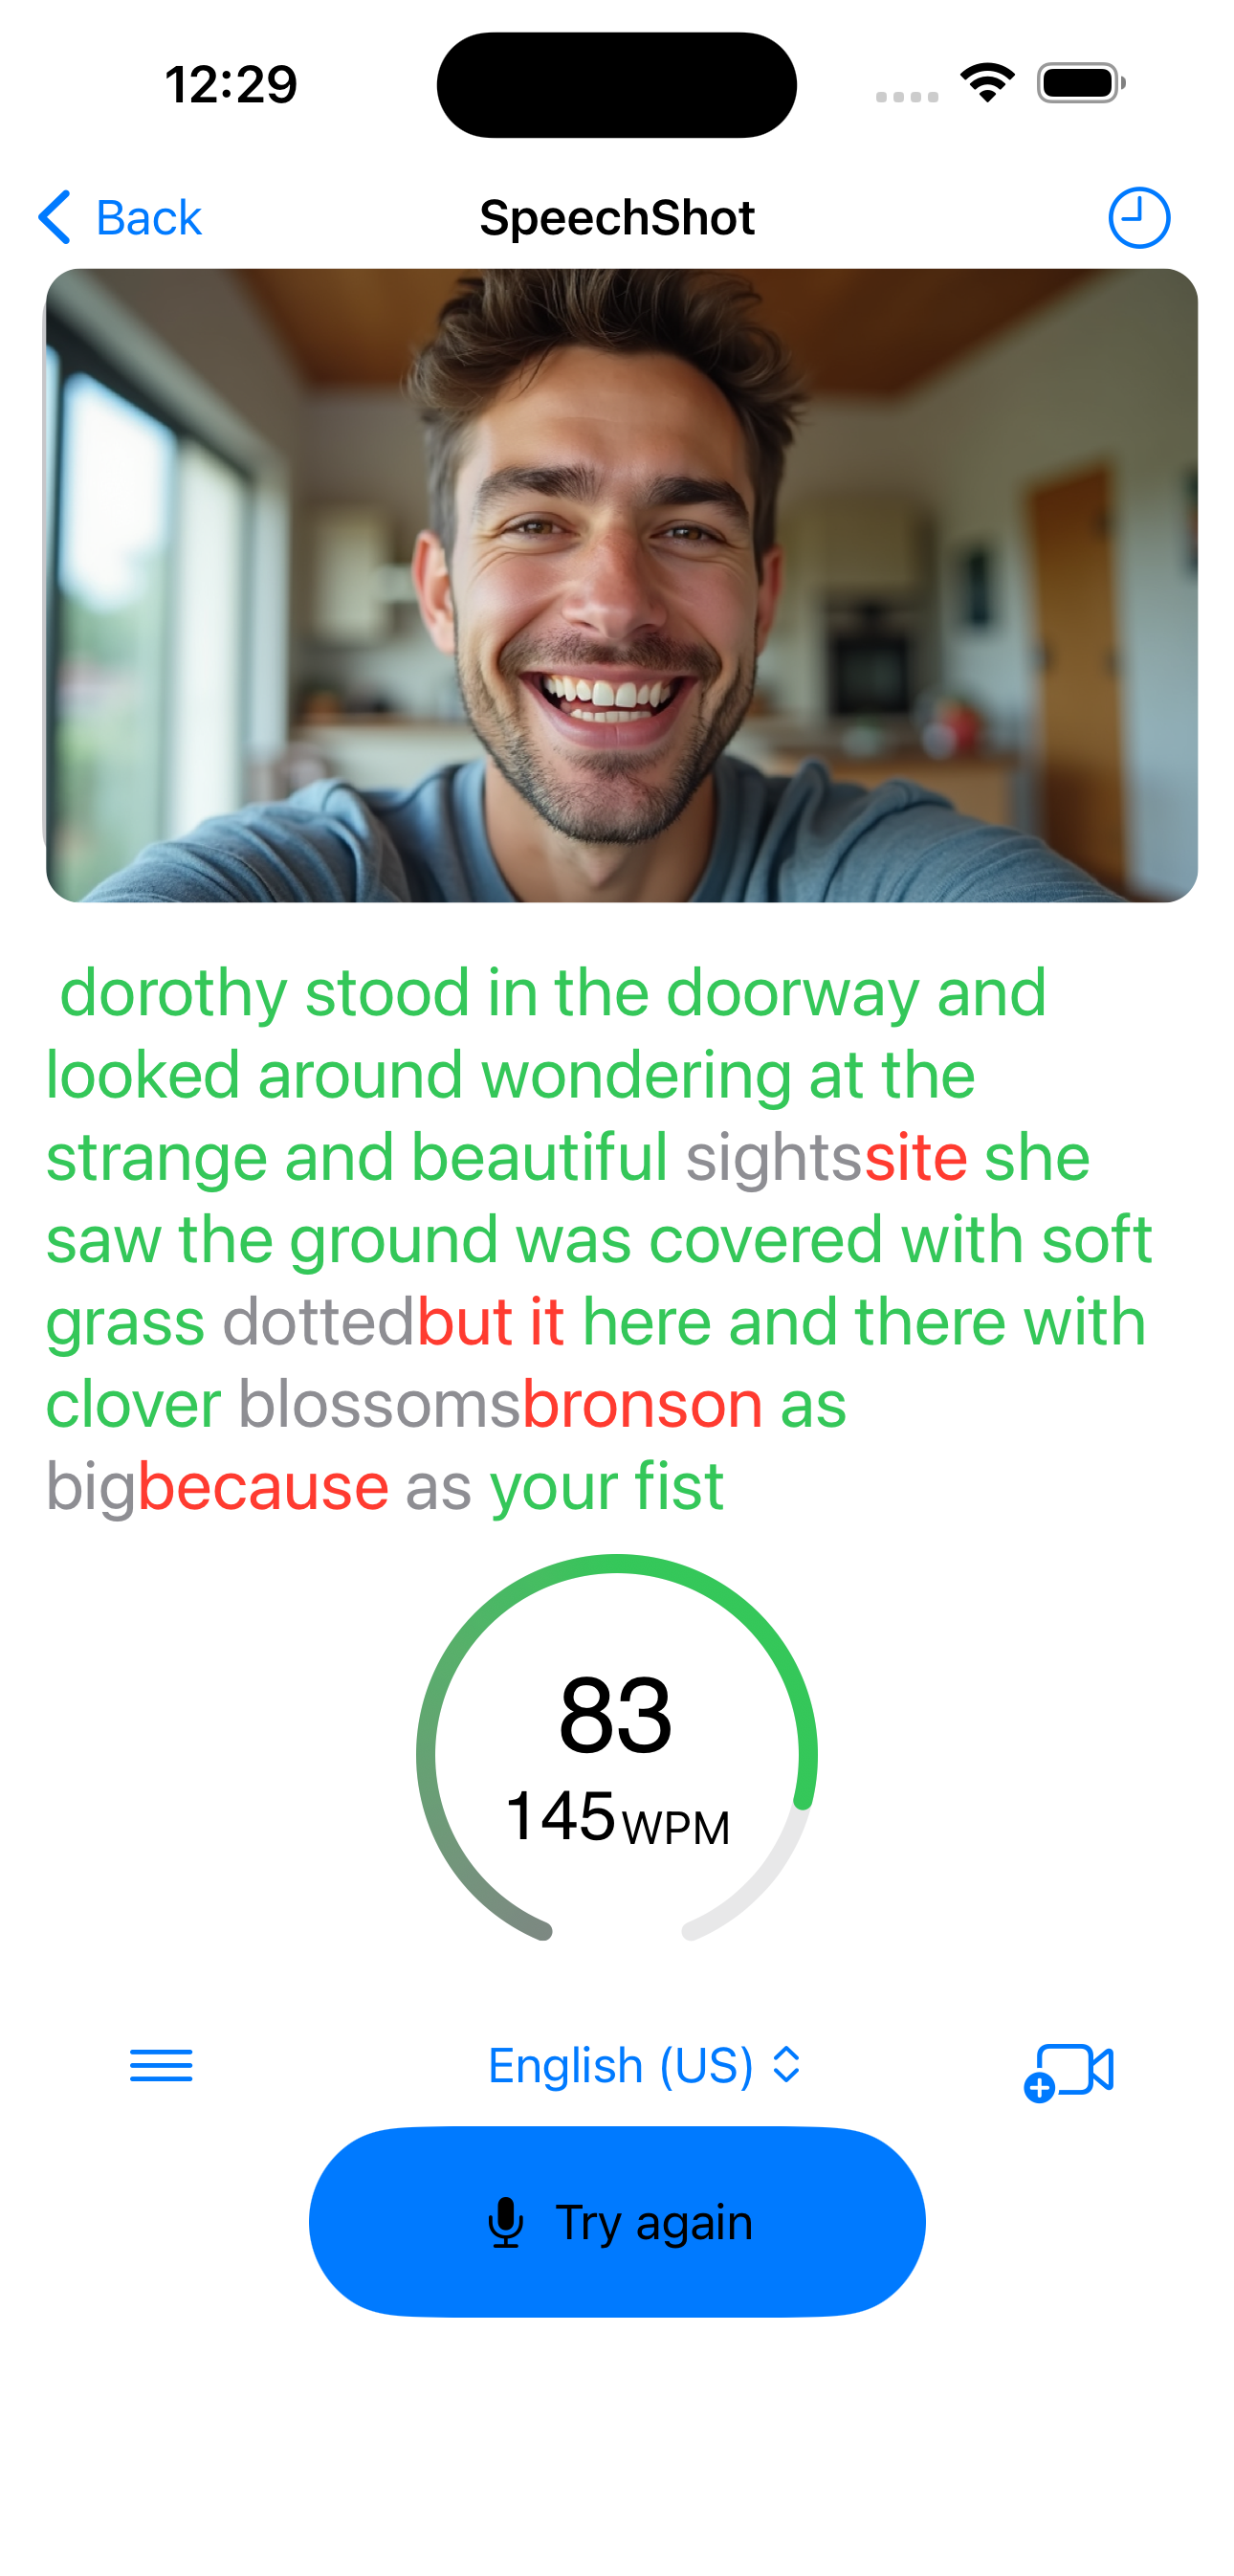 12:29
Back SpeechShot
dorothy stood in the doorway and
looked around wondering at the
strange and beautiful sightssite she
saw the ground was covered with soft
grass dottedbut it here and there with
clover blossomsbronson as
bigbecause as your fist
83
145 WPM
English (US)
Try again